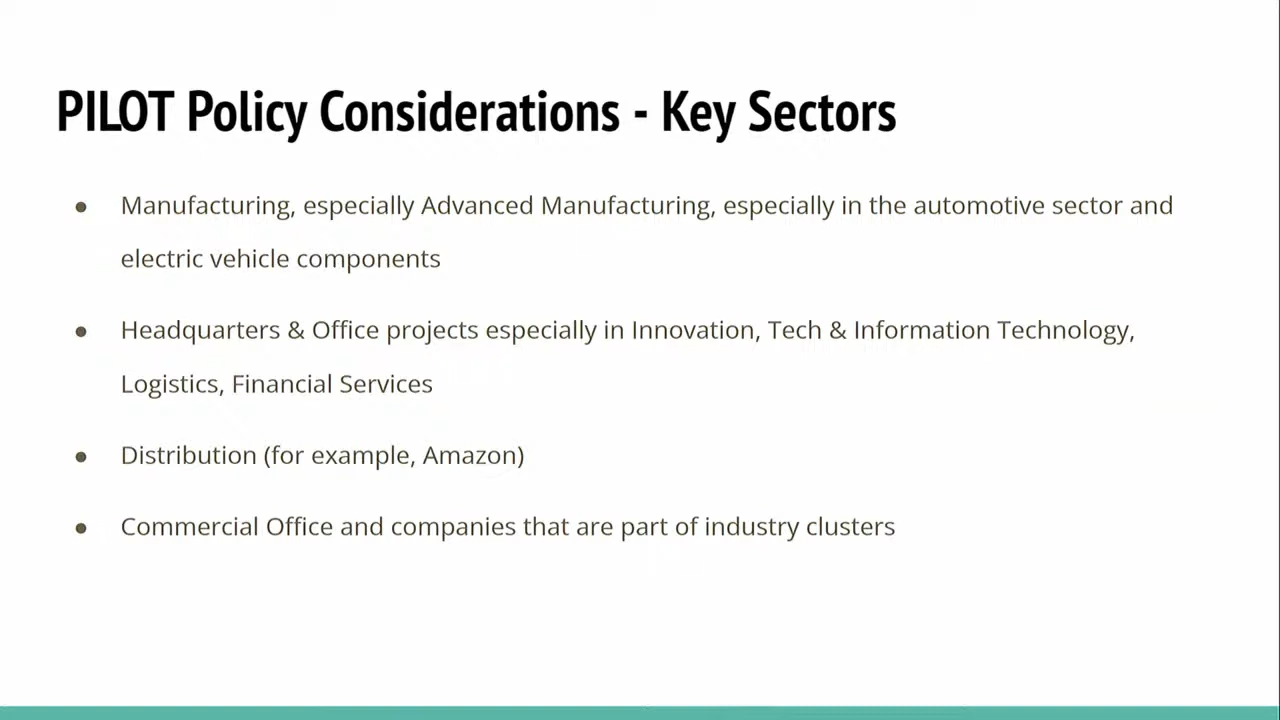 PILOT Policy Considerations - Key Sectors
● Manufacturing, especially Advanced Manufacturing, especially in the automotive sector and
electric vehicle components
● Headquarters & Office projects especially in Innovation, Tech & Information Technology,
Logistics, Financial Services
● Distribution (for example, Amazon)
● Commercial Office and companies that are part of industry clusters